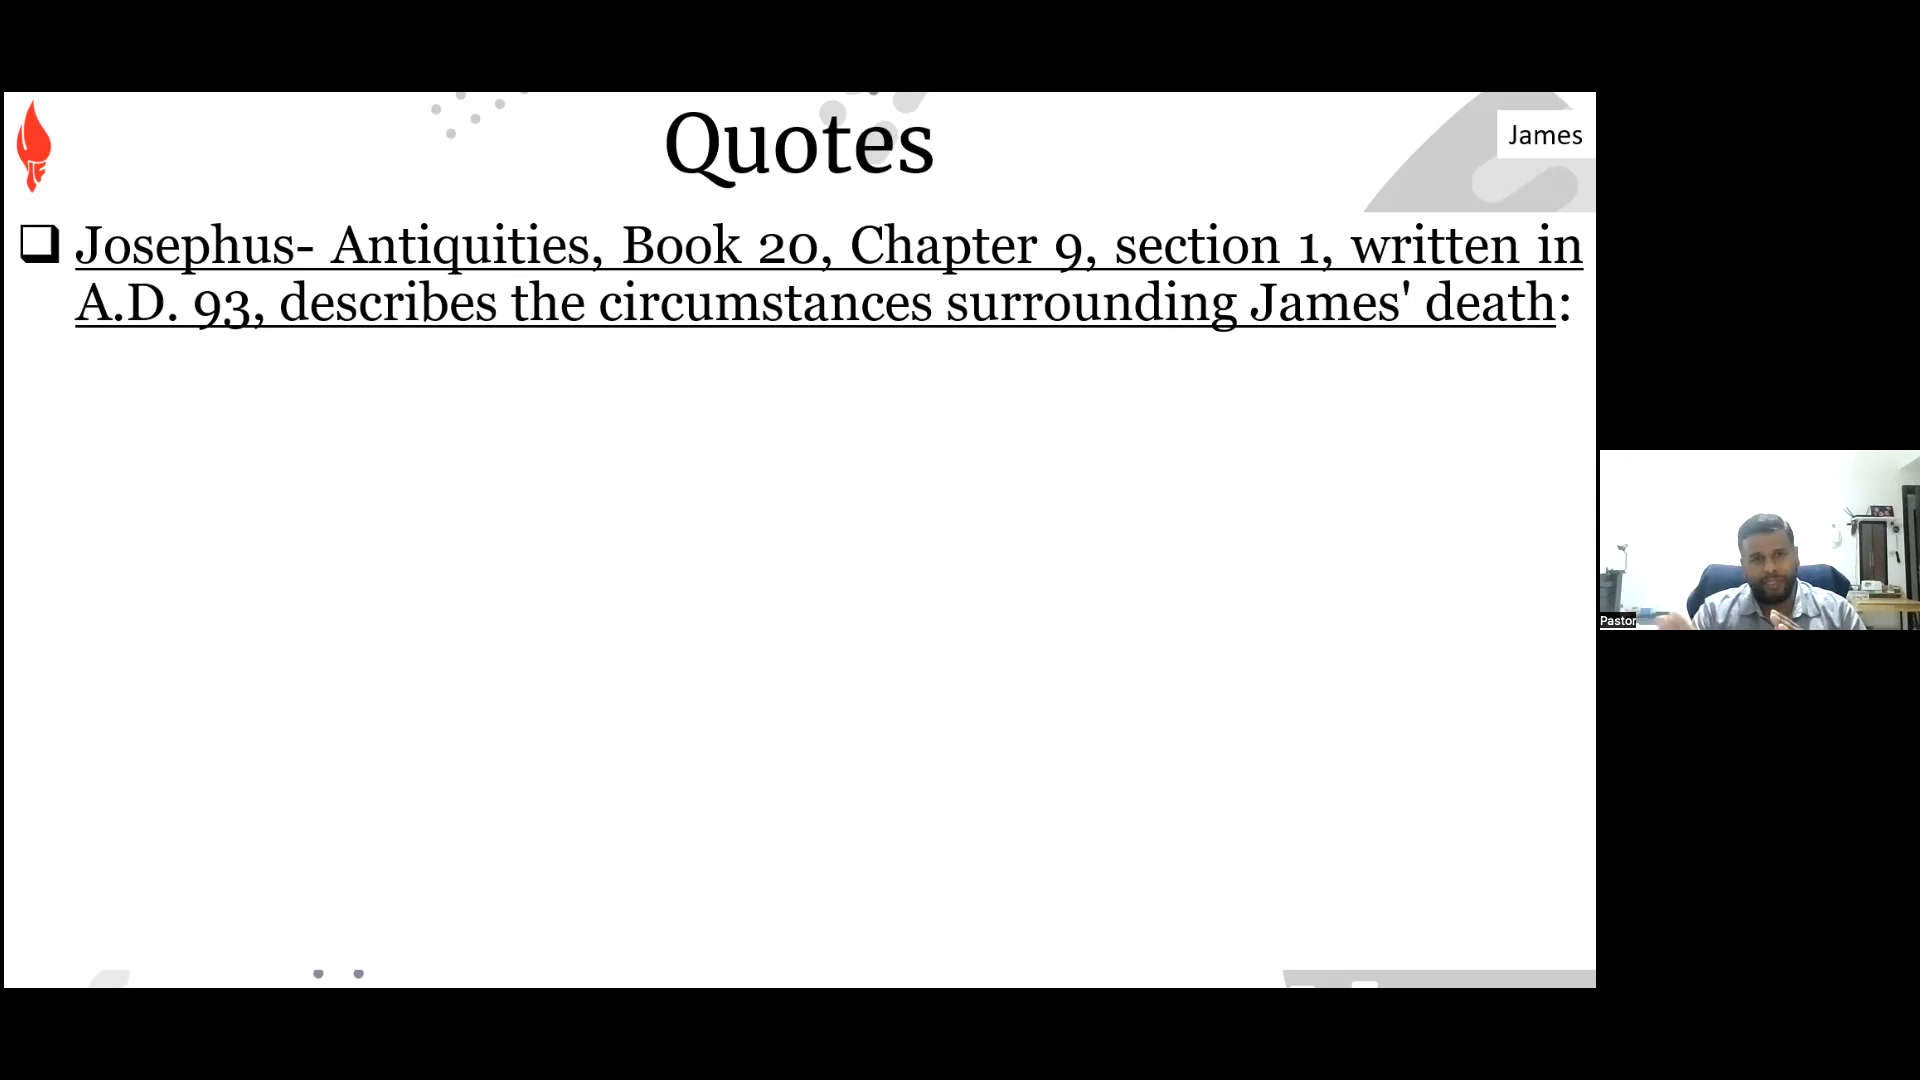 Quotes
James
Josephus- Antiquities, Book 20, Chapter 9, section 1, written in
A.D. 93, describes the circumstances surrounding James' death:
Pastor